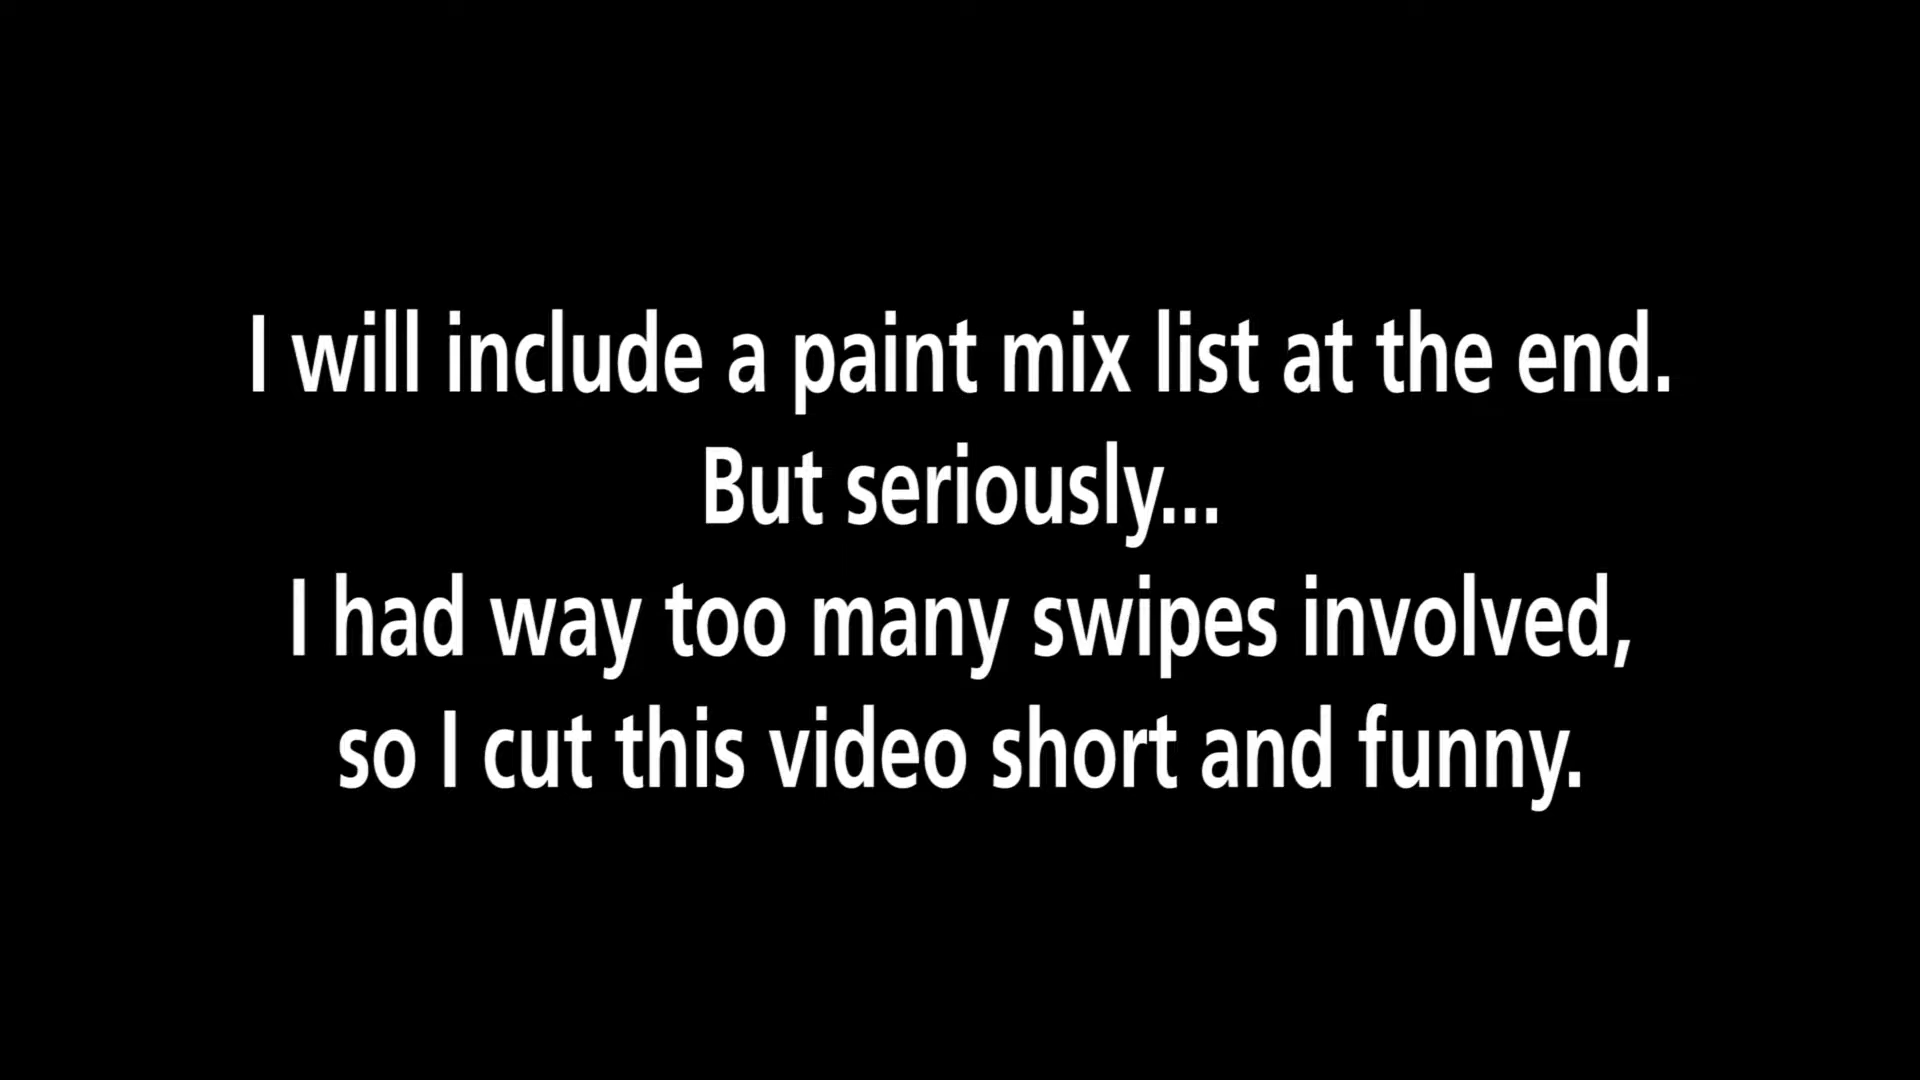 I will include a paint mix list at the end.
But seriously...
I had way too many swipes involved,
so I cut this video short and funny.